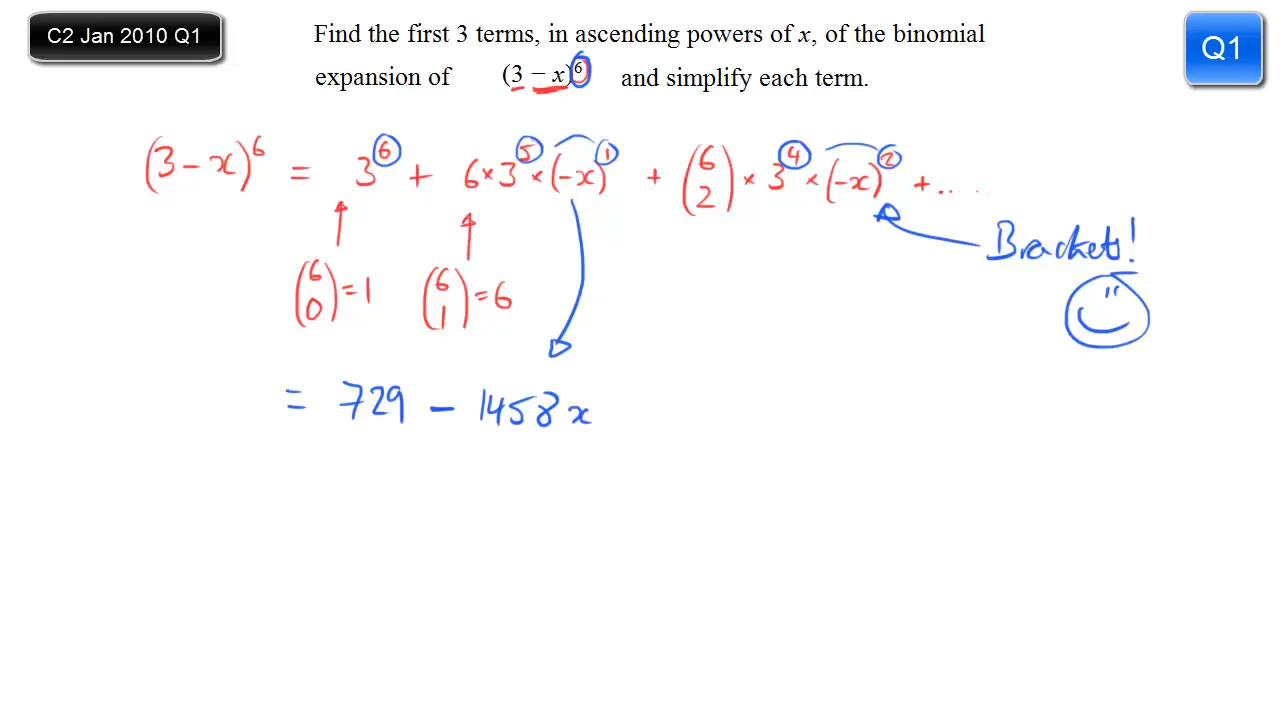 C2 Jan 2010 Q1
Find the first 3 terms, in ascending powers of x, of the binomial
expansion of (3 − x)⁶ and simplify each term.
Q1
(3 − x)⁶ = 3⁶ + 6 × 3⁵ × (−x)¹ + (6 2) × 3⁴ × (−x)² + .....
Brackets!
(6 0) = 1 (6 1) = 6
= 729 − 1458x